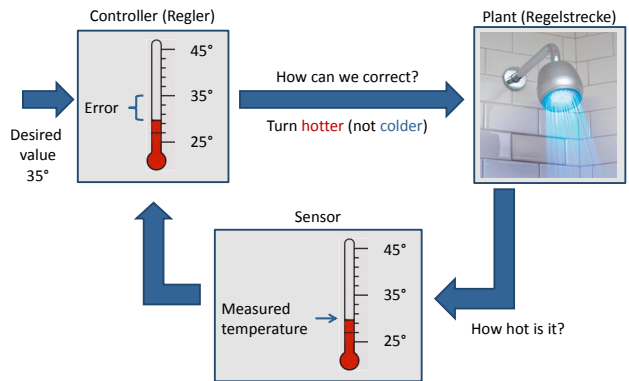 Controller (Regler)
Plant (Regelstrecke)
45°
35°
25°
Error
Desired
value
35°
How can we correct?
Turn hotter (not colder)
Sensor
45°
35°
25°
Measured
temperature
How hot is it?